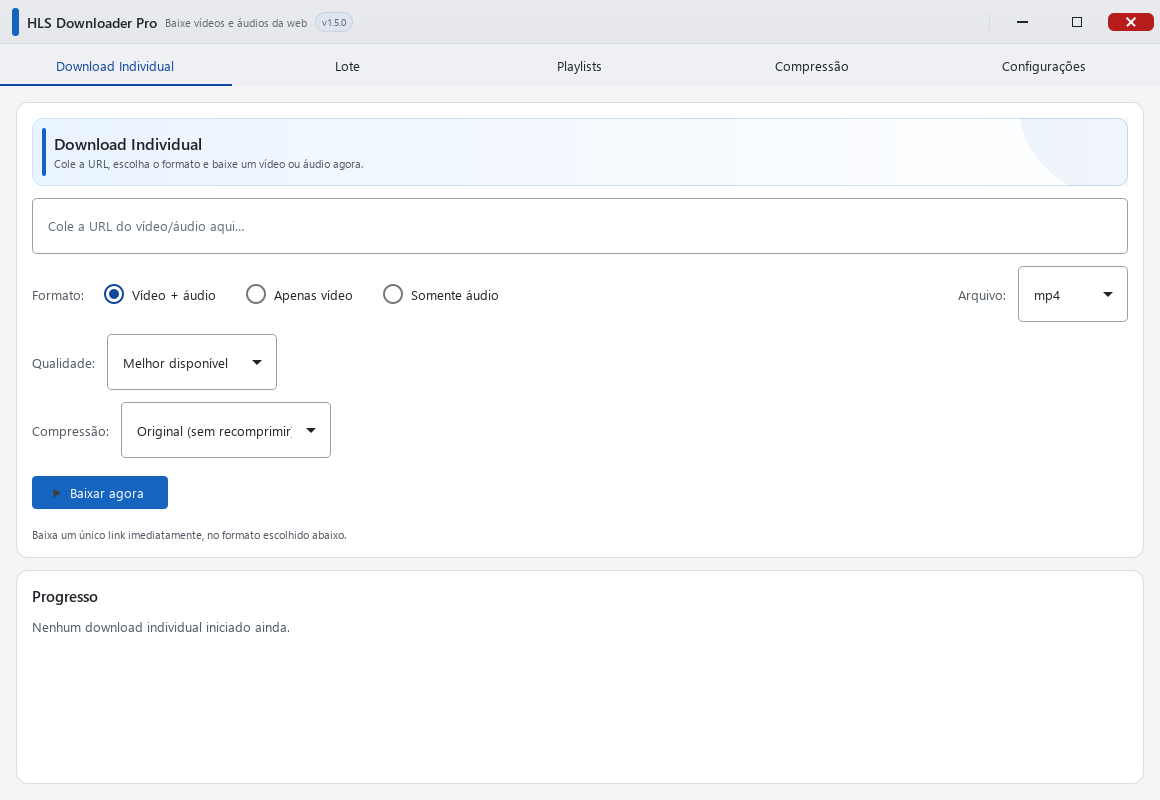 HLS Downloader Pro Baixe vídeos e áudios da web v1.5.0
Download Individual Lote Playlists Compressão Configurações
Download Individual
Cole a URL, escolha o formato e baixe um vídeo ou áudio agora.
Cole a URL do vídeo/áudio aqui...
Formato: Vídeo + áudio Apenas vídeo Somente áudio Arquivo: mp4
Qualidade: Melhor disponível
Compressão: Original (sem recomprimir)
Baixar agora
Baixa um único link imediatamente, no formato escolhido abaixo.
Progresso
Nenhum download individual iniciado ainda.